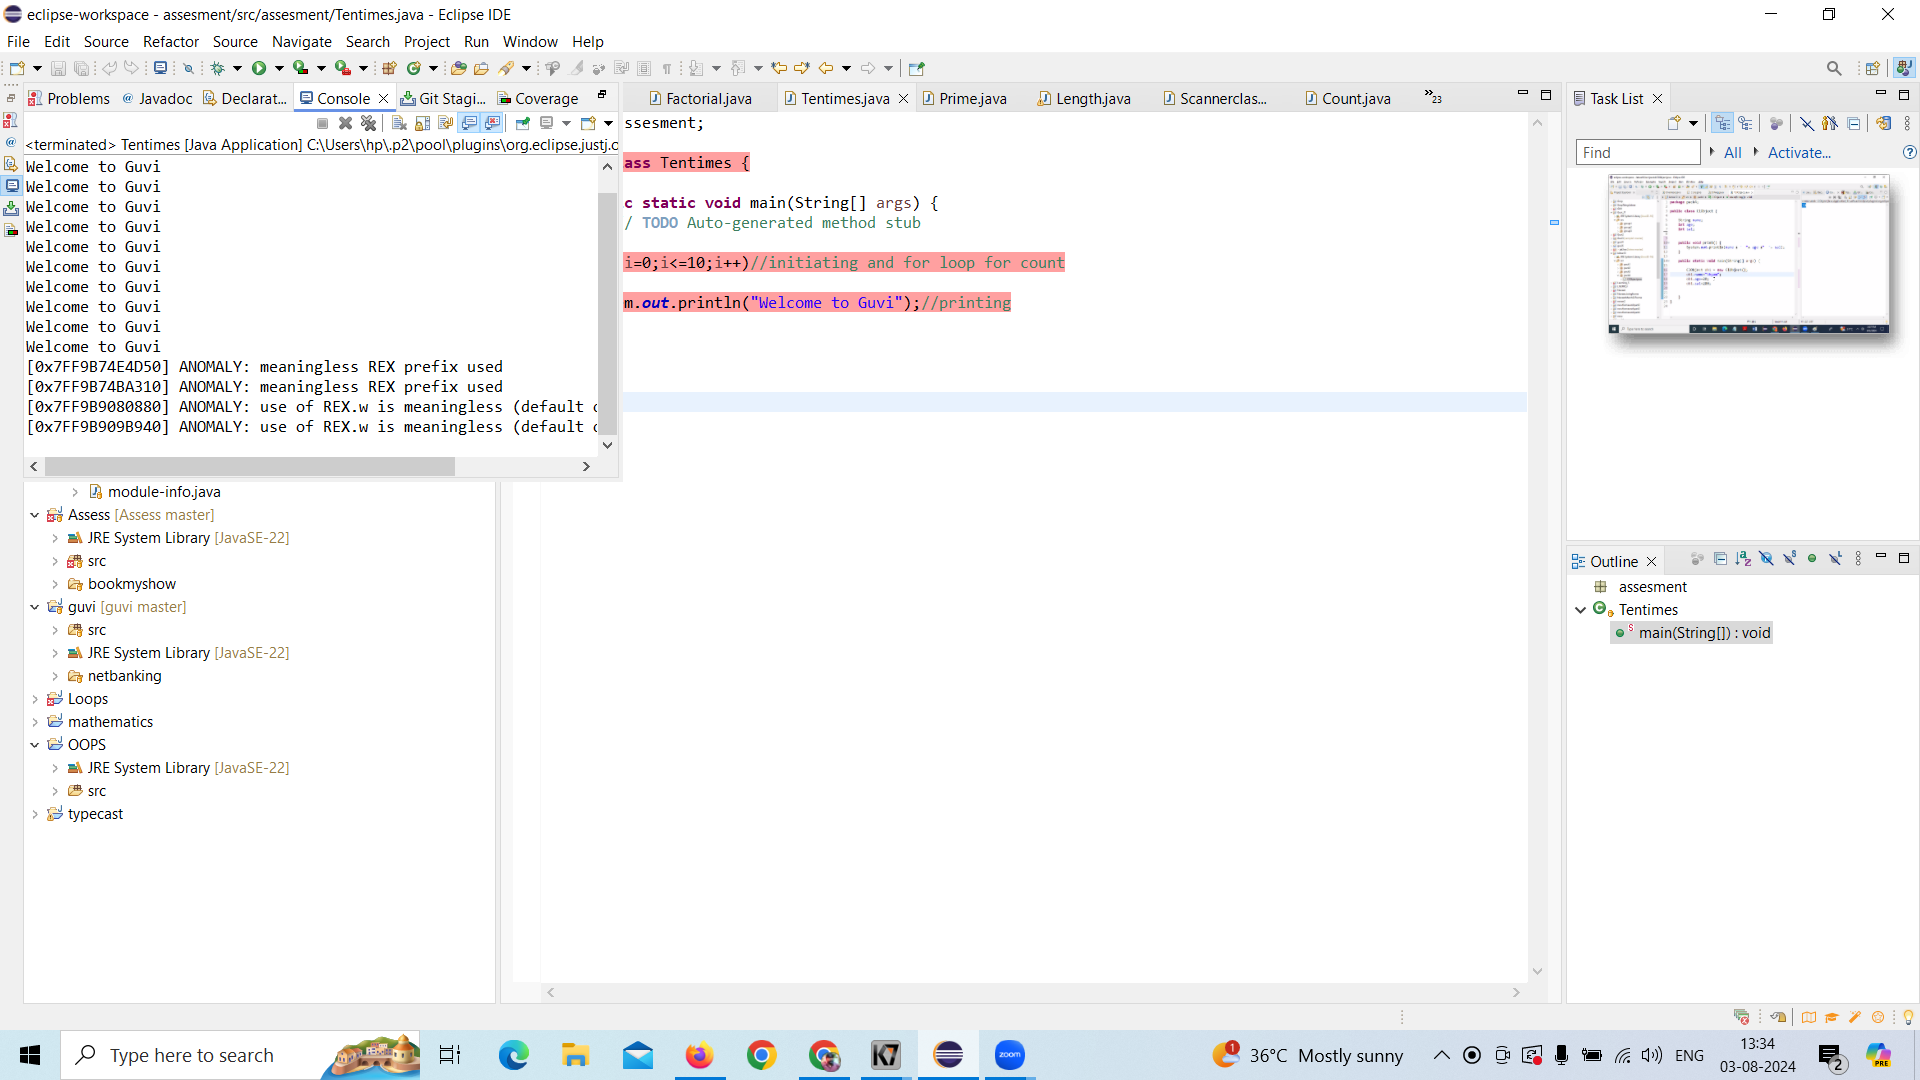 eclipse-workspace - assesment/src/assesment/Tentimes.java - Eclipse IDE
File Edit Source Refactor Source Navigate Search Project Run Window Help
Problems Javadoc Declarat... Console Git Stagi... Coverage
Factorial.java Tentimes.java Prime.java Length.java Scannerclas... Count.java 23
Task List
<terminated> Tentimes [Java Application] C:\Users\hp\.p2\pool\plugins\org.eclipse.justj.o
Welcome to Guvi
Welcome to Guvi
Welcome to Guvi
Welcome to Guvi
Welcome to Guvi
Welcome to Guvi
Welcome to Guvi
Welcome to Guvi
Welcome to Guvi
Welcome to Guvi
[0x7FF9B74E4D50] ANOMALY: meaningless REX prefix used
[0x7FF9B74BA310] ANOMALY: meaningless REX prefix used
[0x7FF9B9080880] ANOMALY: use of REX.w is meaningless (default
[0x7FF9B909B940] ANOMALY: use of REX.w is meaningless (default
ssesment;
ass Tentimes {
c static void main(String[] args) {
/ TODO Auto-generated method stub
i=0;i<=10;i++)//initiating and for loop for count
m.out.println("Welcome to Guvi");//printing
Find All Activate...
module-info.java
Assess [Assess master]
JRE System Library [JavaSE-22]
src
bookmyshow
guvi [guvi master]
src
JRE System Library [JavaSE-22]
netbanking
Loops
mathematics
OOPS
JRE System Library [JavaSE-22]
src
typecast
Outline
assesment
Tentimes
main(String[]) : void
Type here to search
zoom
1
36°C Mostly sunny
ENG
13:34
03-08-2024
2
PRE